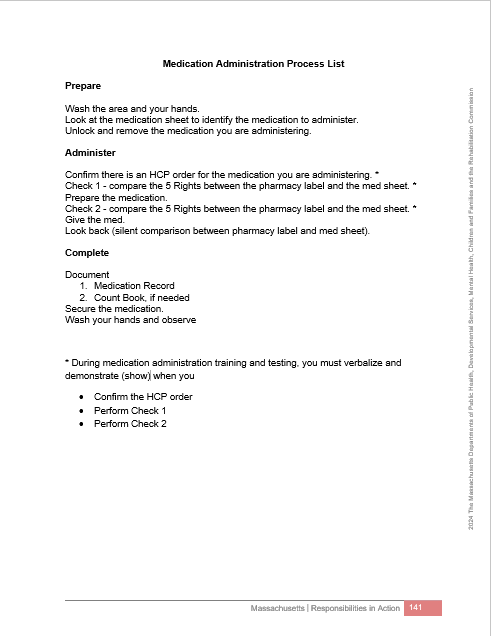 Medication Administration Process List
Prepare
Wash the area and your hands.
Look at the medication sheet to identify the medication to administer.
Unlock and remove the medication you are administering.
Administer
Confirm there is an HCP order for the medication you are administering. *
Check 1 - compare the 5 Rights between the pharmacy label and the med sheet. *
Prepare the medication.
Check 2 - compare the 5 Rights between the pharmacy label and the med sheet. *
Give the med.
Look back (silent comparison between pharmacy label and med sheet).
Complete
Document
1. Medication Record
2. Count Book, if needed
Secure the medication.
Wash your hands and observe
* During medication administration training and testing, you must verbalize and
demonstrate (show) when you
• Confirm the HCP order
• Perform Check 1
• Perform Check 2
2024 The Massachusetts Departments of Public Health, Developmental Services, Mental Health, Children and Families and the Rehabilitation Commission
Massachusetts | Responsibilities in Action 141